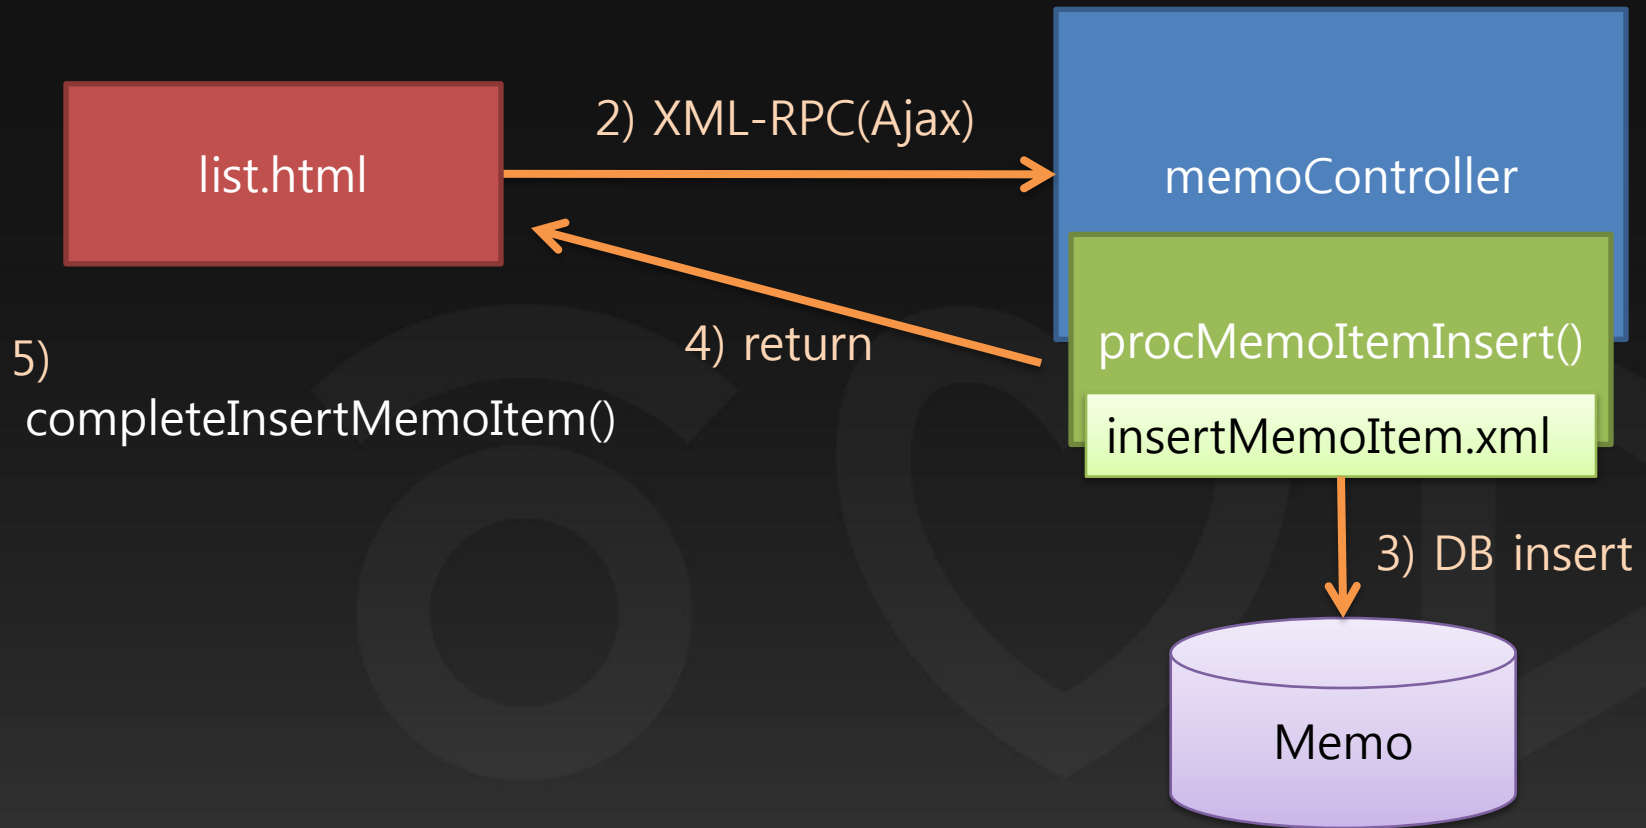 2) XML-RPC(Ajax)
list.html
memoController
4) return
procMemoItemInsert()
5)
completeInsertMemoItem()
insertMemoItem.xml
3) DB insert
Memo